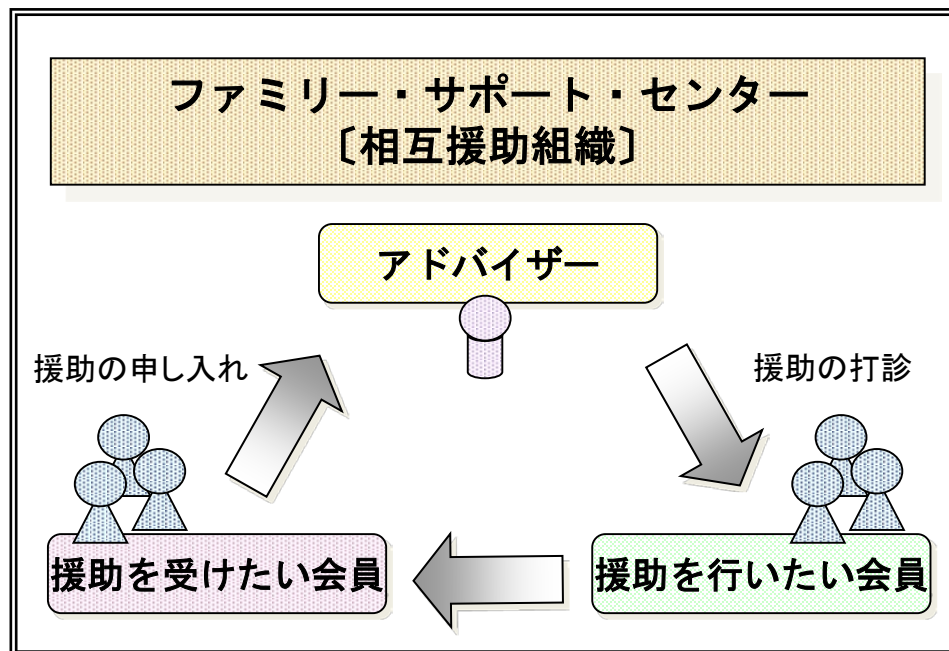 ファミリー・サポート・センター
〔相互援助組織〕
アドバイザー
援助の申し入れ
援助の打診
援助を受けたい会員
援助を行いたい会員